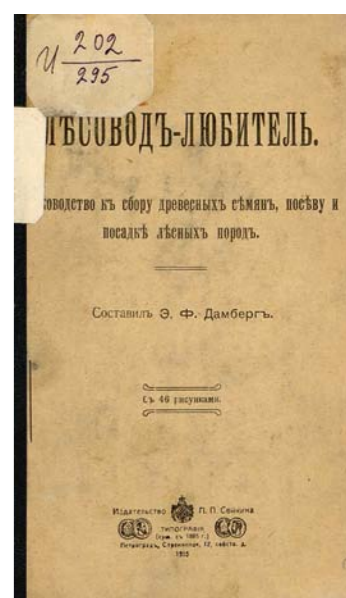 И 202
295
ЛѢСОВОДЪ-ЛЮБИТЕЛЬ.
ководство къ сбору древесныхъ сѣмянъ, посѣву и
посадкѣ лѣсныхъ породъ.
Составилъ Э. Ф. Дамбергъ.
Съ 46 рисунками.
Издательство П. П. Сойкина
ТИПОГРАФІЯ
Петроградъ, Стремянная, 12, собств. д.
1915